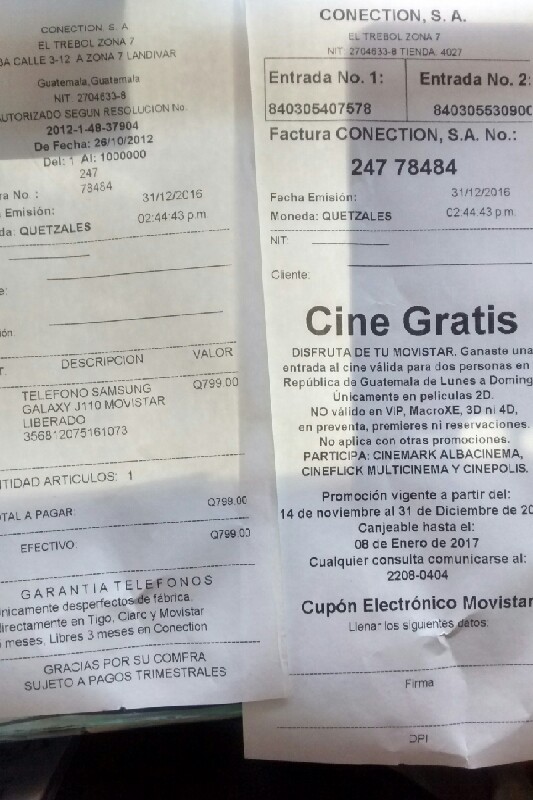 CONECTION, S. A
EL TREBOL ZONA 7
CALLE 3-12 A ZONA 7 LANDIVAR
Guatemala, Guatemala
NIT: 2704633-8
AUTORIZADO SEGUN RESOLUCION No.
2012-1-48-37904
De Fecha: 26/10/2012
Del: 1 Al: 1000000
247
ra No : 78484
Emisión: 31/12/2016
da: QUETZALES 02:44:43 p.m.
DESCRIPCION VALOR
TELEFONO SAMSUNG Q799.00
GALAXY J110 MOVISTAR
LIBERADO
356812075161073
TIDAD ARTICULOS: 1
TAL A PAGAR: Q799.00
EFECTIVO: Q799.00
GARANTIA TELEFONOS
nicamente desperfectos de fábrica.
irectamente en Tigo, Claro y Movistar
meses, Libres 3 meses en Conection
GRACIAS POR SU COMPRA
SUJETO A PAGOS TRIMESTRALES
CONECTION, S. A.
EL TREBOL ZONA 7
NIT: 2704633-8 TIENDA: 4027
Entrada No. 1: Entrada No. 2:
840305407578 84030553090
Factura CONECTION, S.A. No.:
247 78484
Facha Emisión: 31/12/2016
Moneda: QUETZALES 02:44:43 p.m.
NIT:
Cliente:
Cine Gratis
DISFRUTA DE TU MOVISTAR. Ganaste una
entrada al cine válida para dos personas en
República de Guatemala de Lunes a Doming
Únicamente en películas 2D.
NO válido en VIP, MacroXE, 3D ni 4D,
en preventa, premieres ni reservaciones.
No aplica con otras promociones.
PARTICIPA: CINEMARK ALBACINEMA,
CINEFLICK MULTICINEMA Y CINEPOLIS.
Promoción vigente a partir del:
14 de noviembre al 31 de Diciembre de 20
Canjeable hasta el:
08 de Enero de 2017
Cualquier consulta comunicarse al:
2208-0404
Cupón Electrónico Movistar
Llenar los siguientes datos:
Firma
DPI